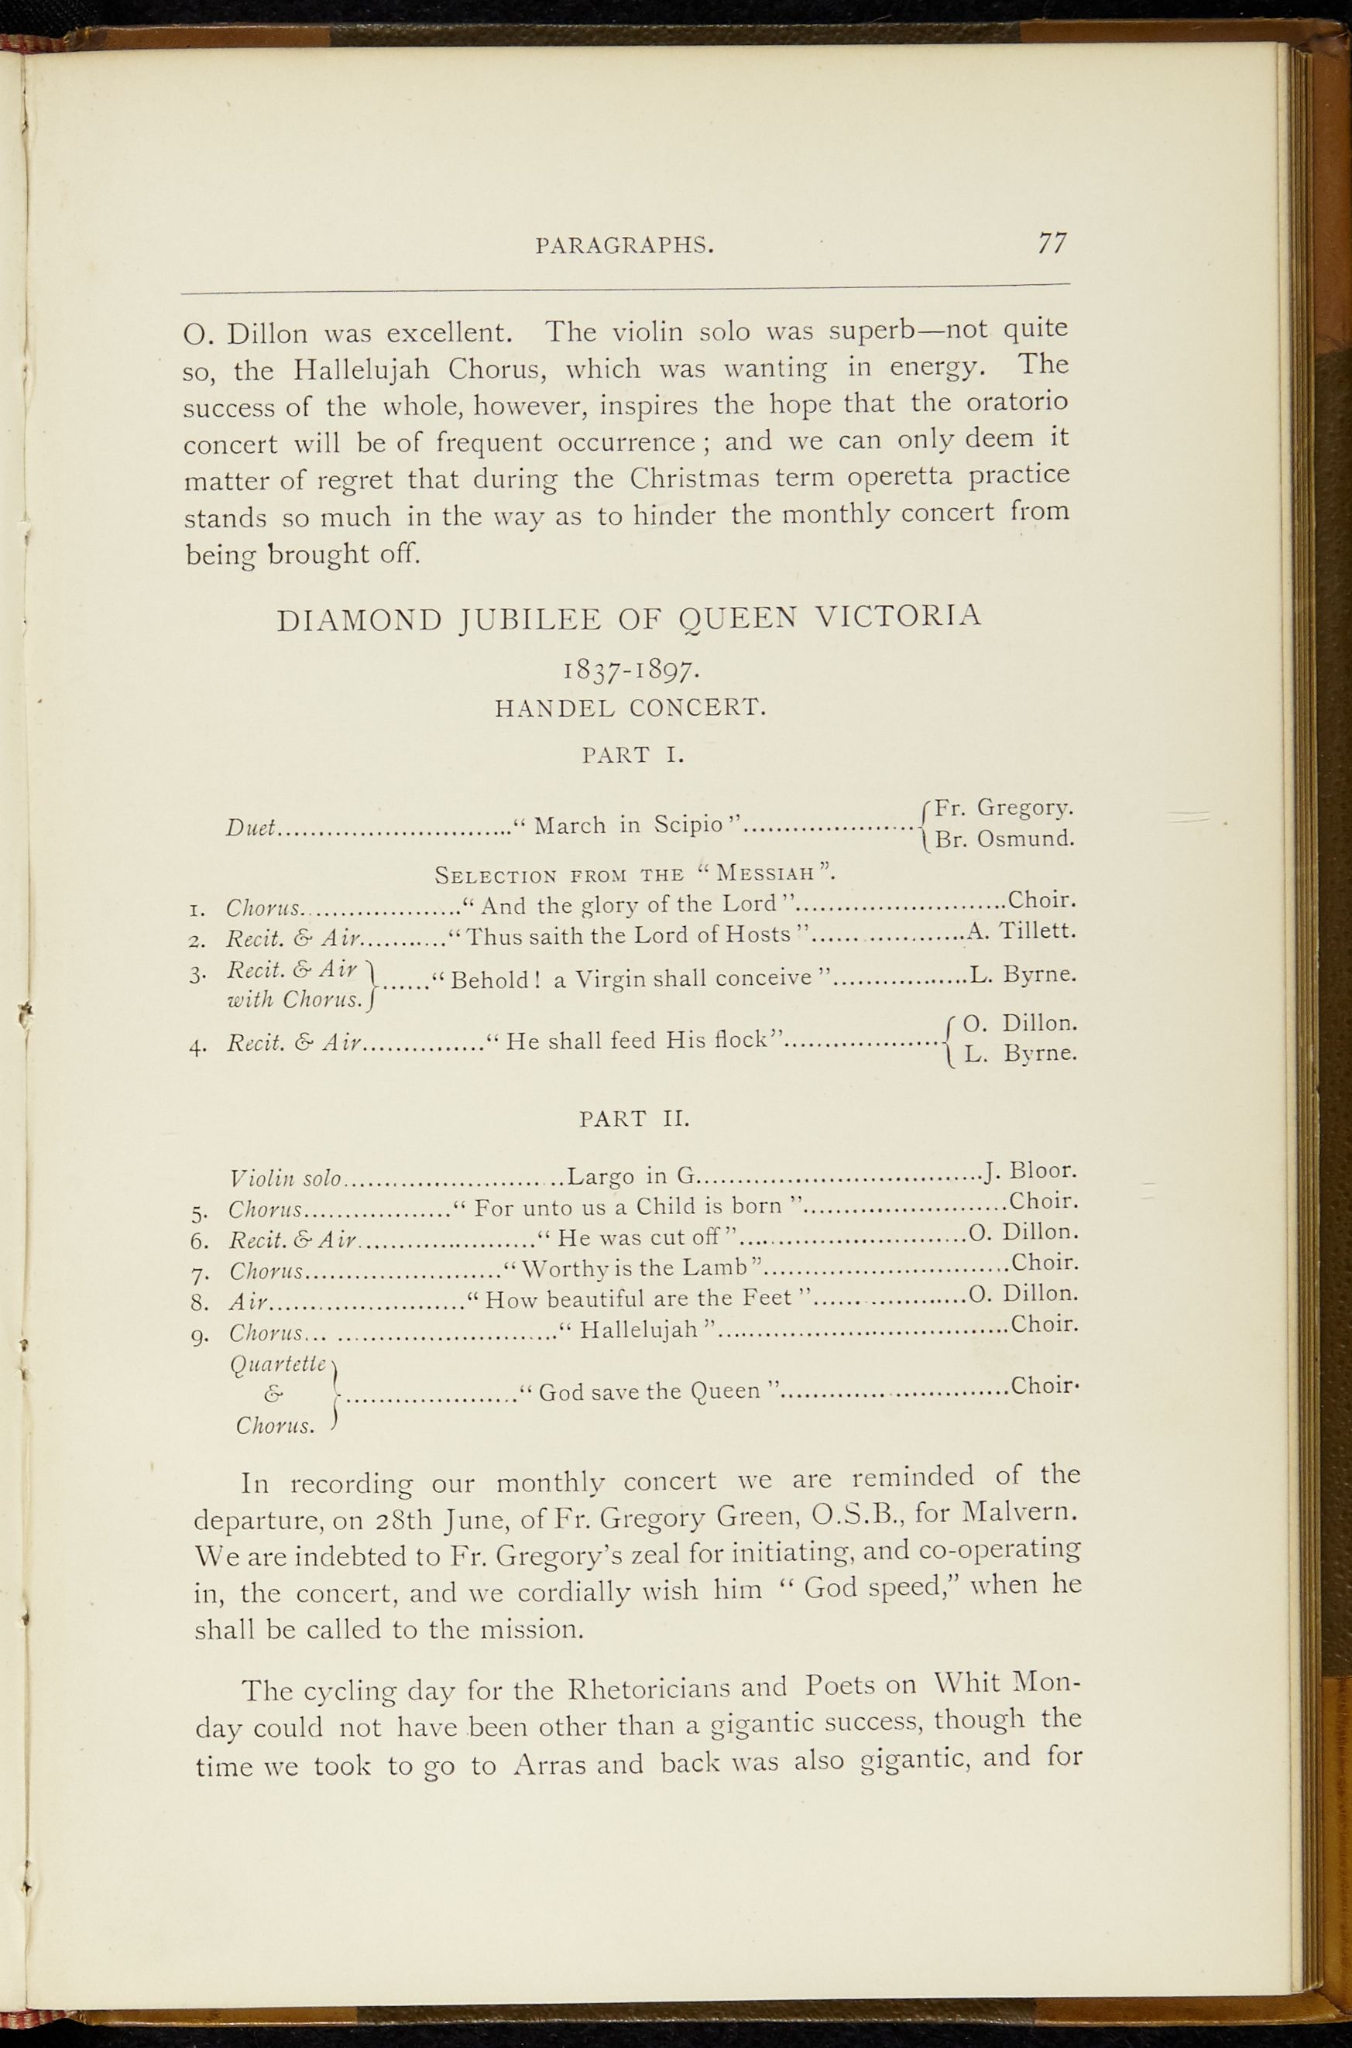 PARAGRAPHS. 77
O. Dillon was excellent. The violin solo was superb—not quite
so, the Hallelujah Chorus, which was wanting in energy. The
success of the whole, however, inspires the hope that the oratorio
concert will be of frequent occurrence; and we can only deem it
matter of regret that during the Christmas term operetta practice
stands so much in the way as to hinder the monthly concert from
being brought off.
DIAMOND JUBILEE OF QUEEN VICTORIA
1837-1897.
HANDEL CONCERT.
PART I.
Duet............................“ March in Scipio ”.....................{Fr. Gregory.
{Br. Osmund.
SELECTION FROM THE “ MESSIAH ”.
1. Chorus....................“ And the glory of the Lord ”..........................Choir.
2. Recit. & Air...........“ Thus saith the Lord of Hosts ”...................A. Tillett.
3. Recit. & Air
with Chorus.}......“ Behold! a Virgin shall conceive ”.................L. Byrne.
4. Recit. & Air...............“ He shall feed His flock”...................{ O. Dillon.
{ L. Byrne.
PART II.
Violin solo...........................Largo in G...................................J. Bloor.
5. Chorus..................“ For unto us a Child is born ”.........................Choir.
6. Recit. & Air......................“ He was cut off ”............................O. Dillon.
7. Chorus........................“ Worthy is the Lamb ”..............................Choir.
8. Air........................“ How beautiful are the Feet ”...................O. Dillon.
9. Chorus..............................“ Hallelujah ”...................................Choir.
Quartette
& }.....................“ God save the Queen ”............................Choir.
Chorus.
In recording our monthly concert we are reminded of the
departure, on 28th June, of Fr. Gregory Green, O.S.B., for Malvern.
We are indebted to Fr. Gregory’s zeal for initiating, and co-operating
in, the concert, and we cordially wish him “ God speed,” when he
shall be called to the mission.
The cycling day for the Rhetoricians and Poets on Whit Mon-
day could not have been other than a gigantic success, though the
time we took to go to Arras and back was also gigantic, and for